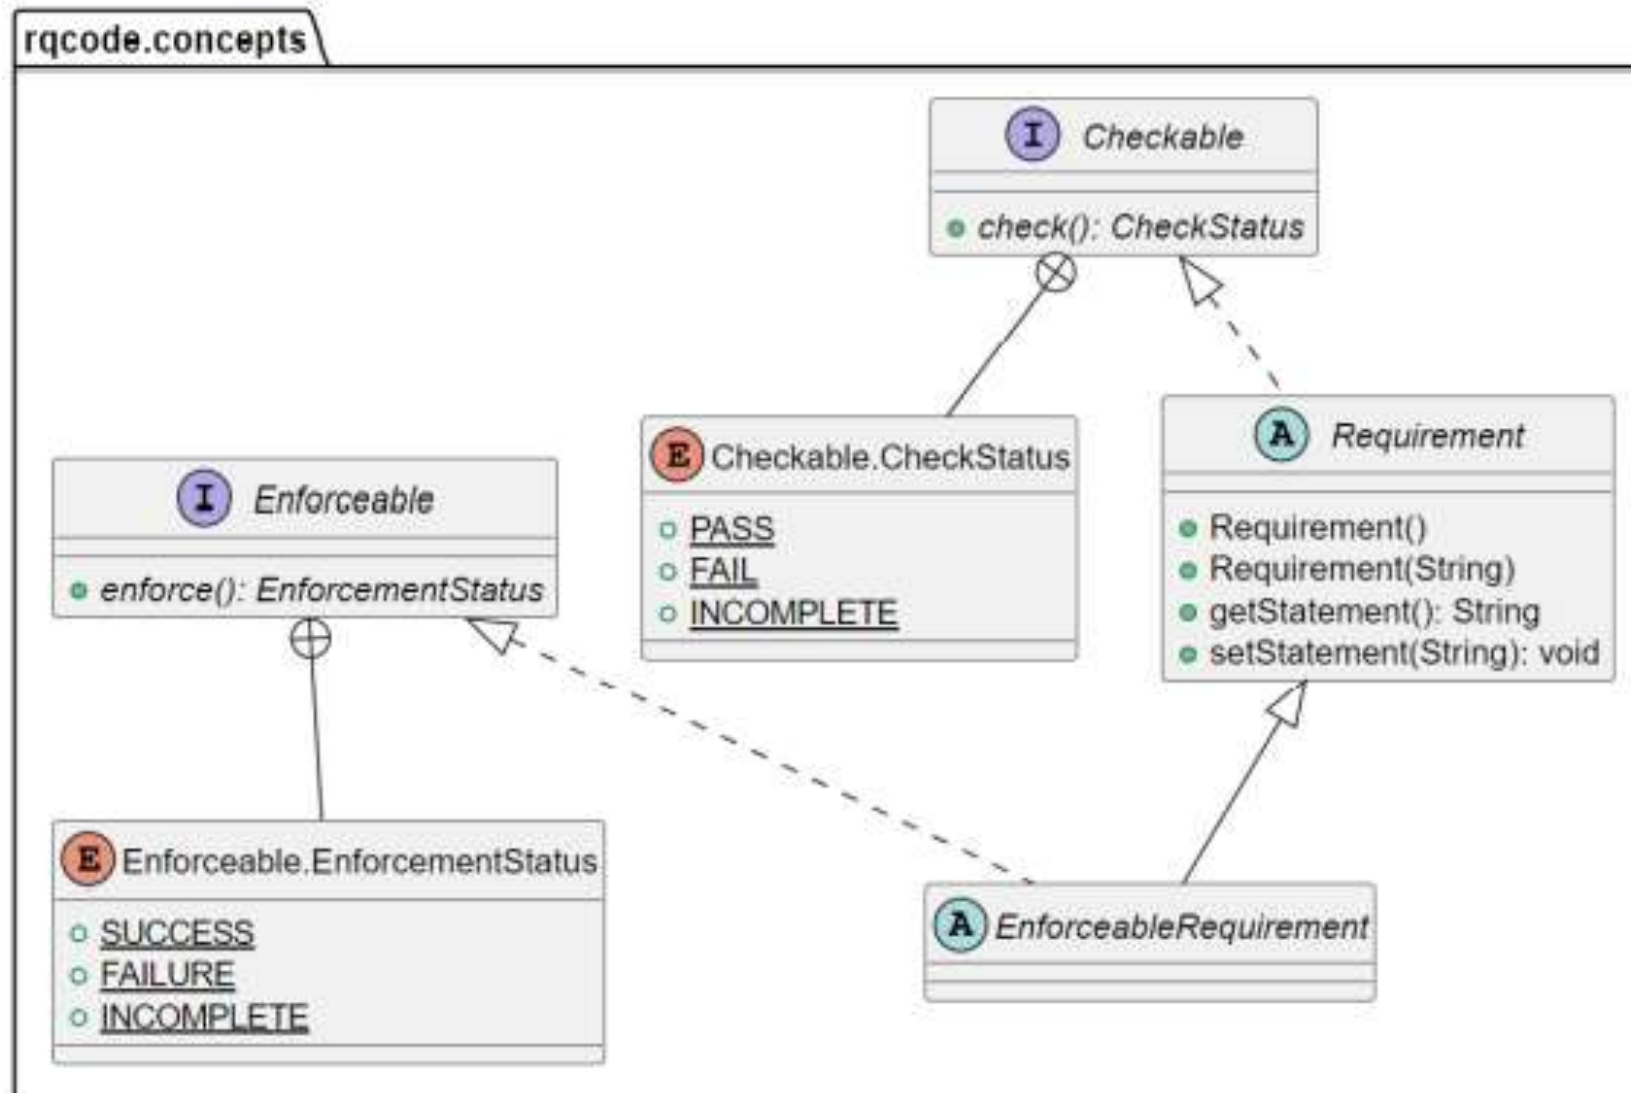 rqcode.concepts
I Checkable
check(): CheckStatus
E Checkable.CheckStatus
PASS
FAIL
INCOMPLETE
A Requirement
Requirement()
Requirement(String)
getStatement(): String
setStatement(String): void
I Enforceable
enforce(): EnforcementStatus
E Enforceable.EnforcementStatus
SUCCESS
FAILURE
INCOMPLETE
A EnforceableRequirement